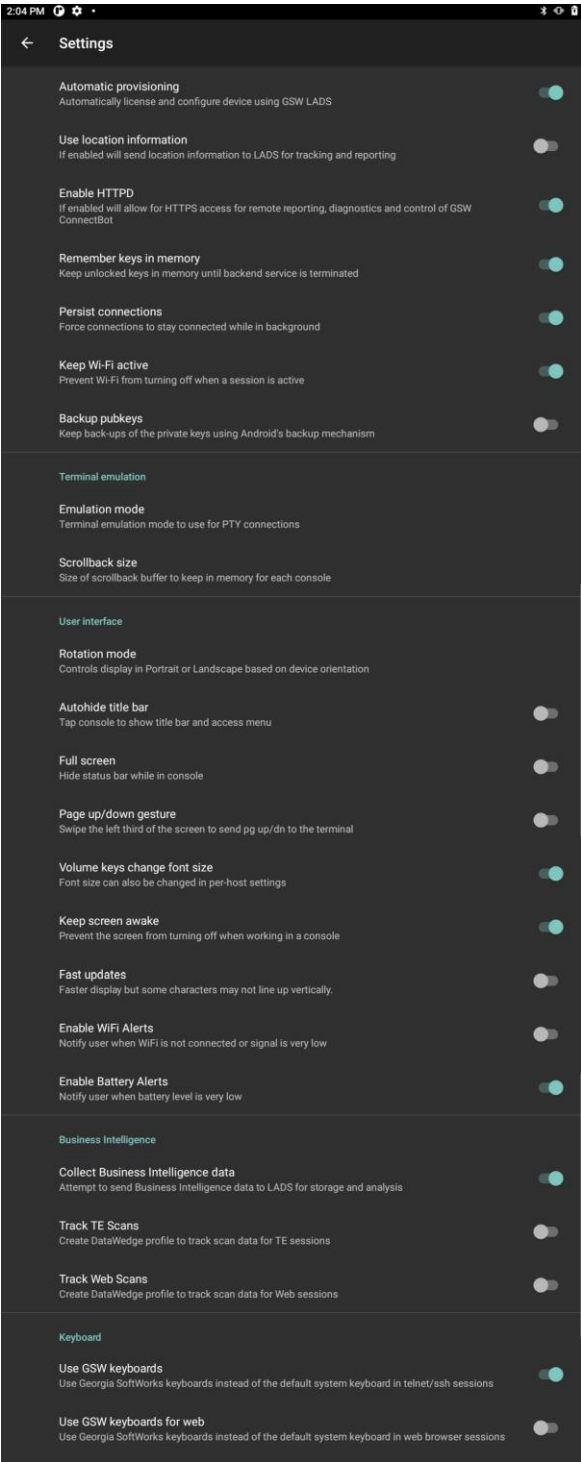 2:04 PM
Settings
Automatic provisioning
Automatically license and configure device using GSW LADS
Use location information
If enabled will send location information to LADS for tracking and reporting
Enable HTTPD
If enabled will allow for HTTPS access for remote reporting, diagnostics and control of GSW
ConnectBot
Remember keys in memory
Keep unlocked keys in memory until backend service is terminated
Persist connections
Force connections to stay connected while in background
Keep Wi-Fi active
Prevent Wi-Fi from turning off when a session is active
Backup pubkeys
Keep back-ups of the private keys using Android's backup mechanism
Terminal emulation
Emulation mode
Terminal emulation mode to use for PTY connections
Scrollback size
Size of scrollback buffer to keep in memory for each console
User interface
Rotation mode
Controls display in Portrait or Landscape based on device orientation
Autohide title bar
Tap console to show title bar and access menu
Full screen
Hide status bar while in console
Page up/down gesture
Swipe the left third of the screen to send pg up/dn to the terminal
Volume keys change font size
Font size can also be changed in per-host settings
Keep screen awake
Prevent the screen from turning off when working in a console
Fast updates
Faster display but some characters may not line up vertically.
Enable WiFi Alerts
Notify user when WiFi is not connected or signal is very low
Enable Battery Alerts
Notify user when battery level is very low
Business Intelligence
Collect Business Intelligence data
Attempt to send Business Intelligence data to LADS for storage and analysis
Track TE Scans
Create DataWedge profile to track scan data for TE sessions
Track Web Scans
Create DataWedge profile to track scan data for Web sessions
Keyboard
Use GSW keyboards
Use Georgia SoftWorks keyboards instead of the default system keyboard in telnet/ssh sessions
Use GSW keyboards for web
Use Georgia SoftWorks keyboards instead of the default system keyboard in web browser sessions